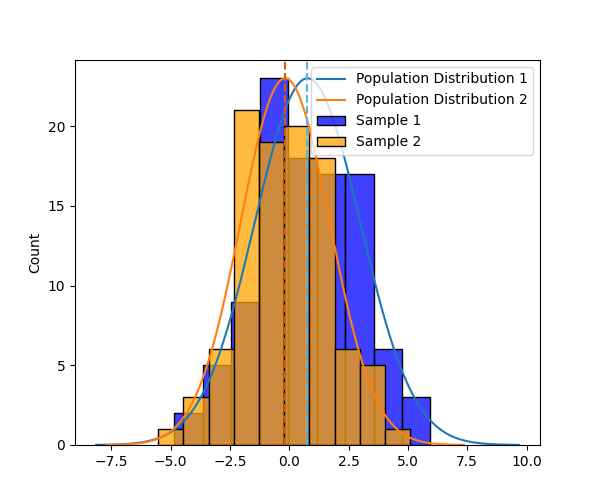 Population Distribution 1
Population Distribution 2
Sample 1
Sample 2
Count
20
15
10
5
0
−7.5 −5.0 −2.5 0.0 2.5 5.0 7.5 10.0